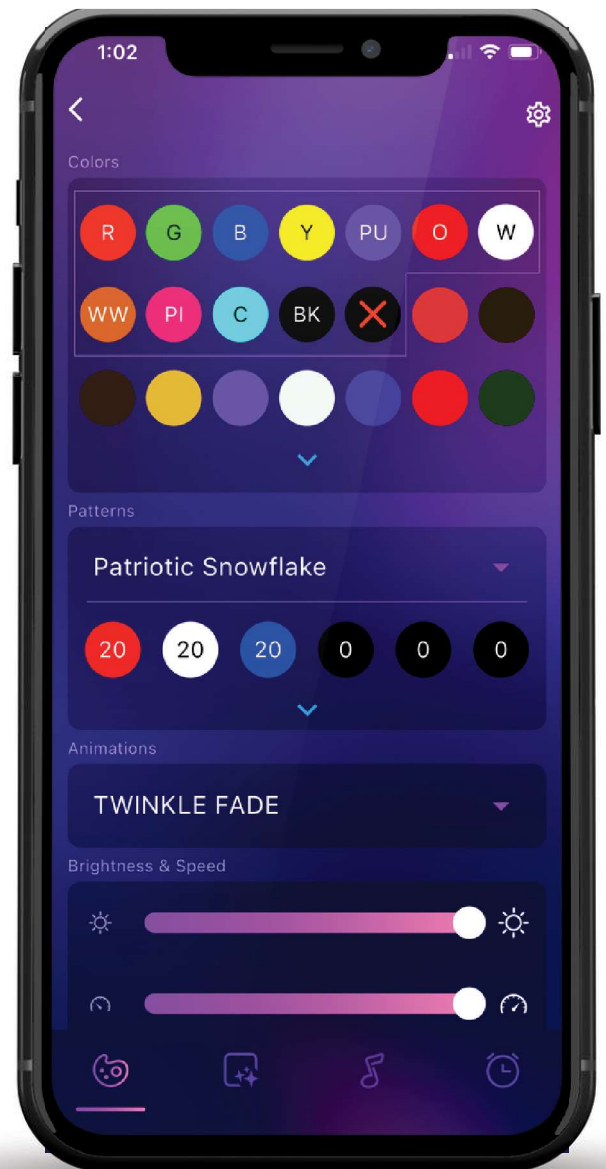 1:02
Colors
R G B Y PU O W
WW PI C BK
Patterns
Patriotic Snowflake
20 20 20 0 0 0
Animations
TWINKLE FADE
Brightness & Speed